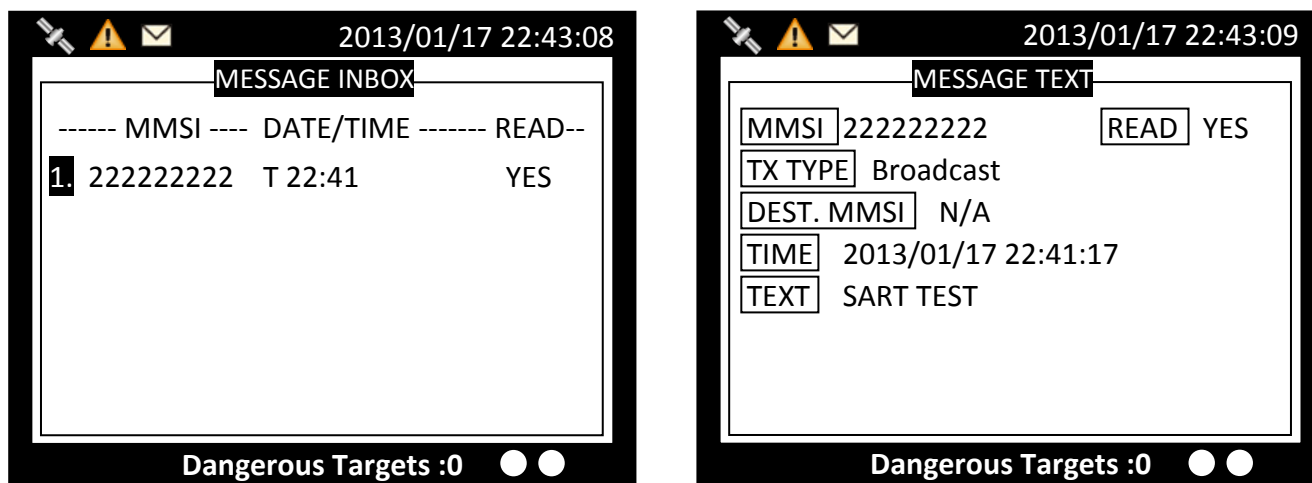 2013/01/17 22:43:08
MESSAGE INBOX
------ MMSI ---- DATE/TIME ------- READ--
1. 222222222 T 22:41 YES
Dangerous Targets :0
2013/01/17 22:43:09
MESSAGE TEXT
MMSI 222222222 READ YES
TX TYPE Broadcast
DEST. MMSI N/A
TIME 2013/01/17 22:41:17
TEXT SART TEST
Dangerous Targets :0